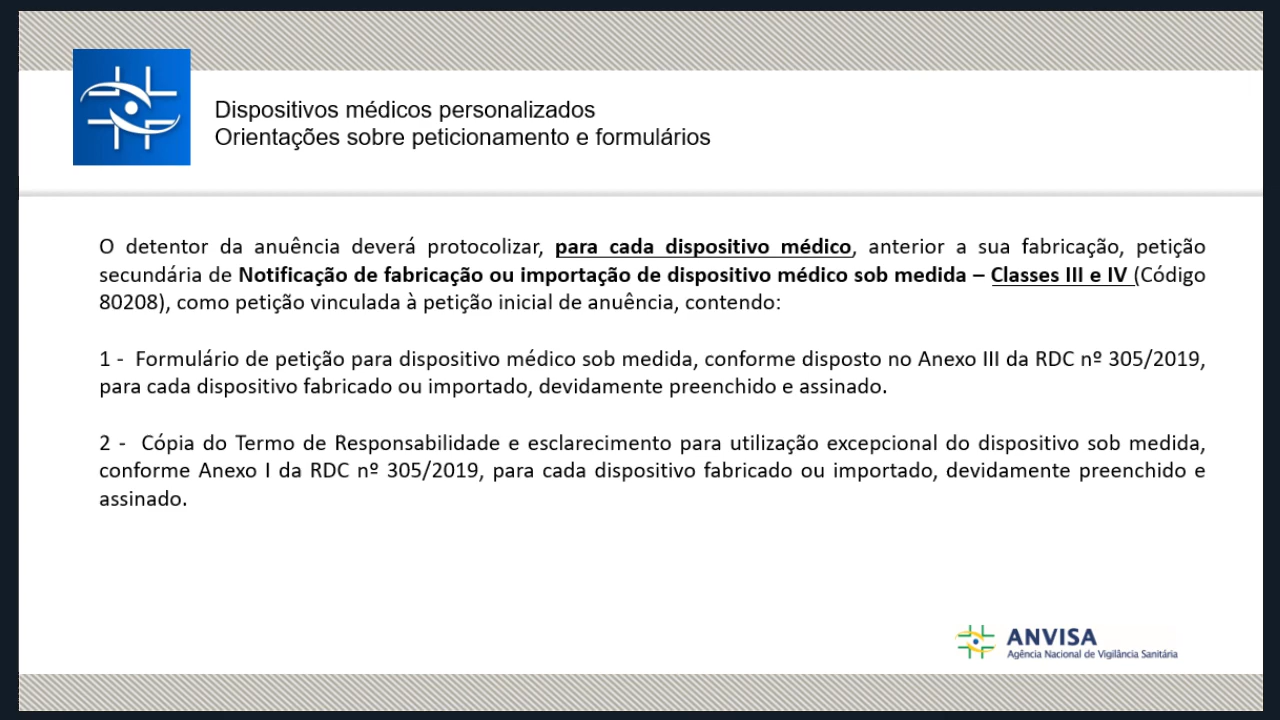 Dispositivos médicos personalizados
Orientações sobre peticionamento e formulários
O detentor da anuência deverá protocolizar, para cada dispositivo médico, anterior a sua fabricação, petição
secundária de Notificação de fabricação ou importação de dispositivo médico sob medida – Classes III e IV (Código
80208), como petição vinculada à petição inicial de anuência, contendo:
1 - Formulário de petição para dispositivo médico sob medida, conforme disposto no Anexo III da RDC nº 305/2019,
para cada dispositivo fabricado ou importado, devidamente preenchido e assinado.
2 - Cópia do Termo de Responsabilidade e esclarecimento para utilização excepcional do dispositivo sob medida,
conforme Anexo I da RDC nº 305/2019, para cada dispositivo fabricado ou importado, devidamente preenchido e
assinado.
ANVISA
Agência Nacional de Vigilância Sanitária